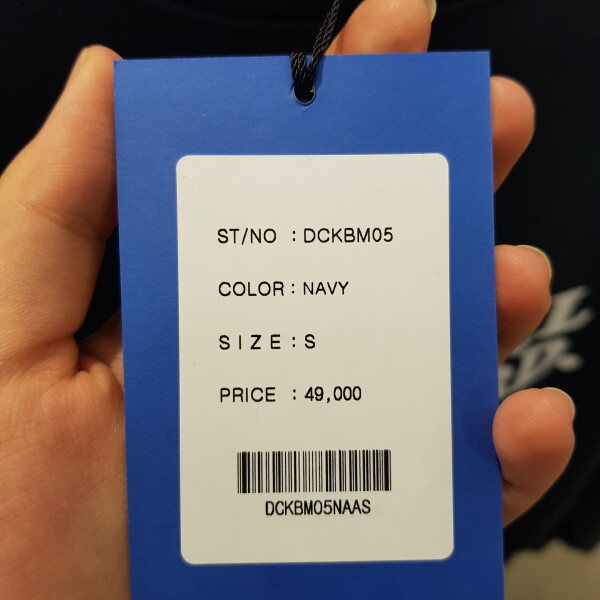 ST/NO : DCKBM05
COLOR : NAVY
SIZE : S
PRICE : 49,000
DCKBM05NAAS